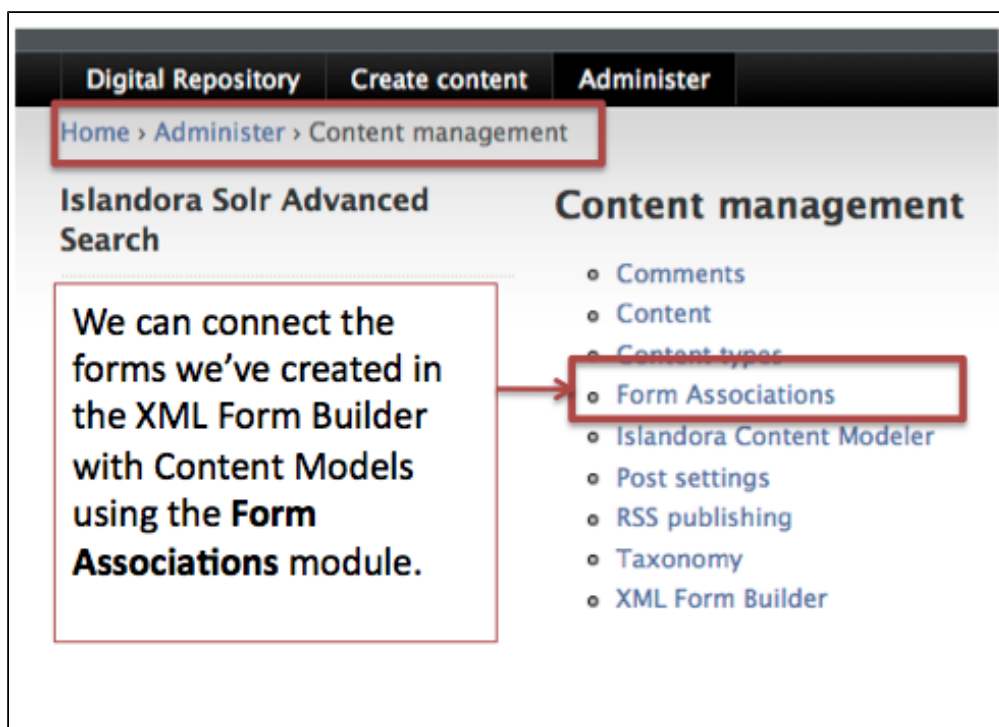 Digital Repository Create content Administer
Home › Administer › Content management
Islandora Solr Advanced
Search
We can connect the
forms we’ve created in
the XML Form Builder
with Content Models
using the Form
Associations module.
Content management
Comments
Content
Content types
Form Associations
Islandora Content Modeler
Post settings
RSS publishing
Taxonomy
XML Form Builder